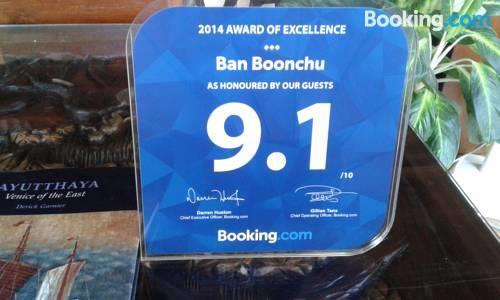 Booking.com
2014 AWARD OF EXCELLENCE
Ban Boonchu
AS HONOURED BY OUR GUESTS
9.1
/10
Darren Huston
Chief Executive Officer, Booking.com
Gillian Tans
Chief Operating Officer, Booking.com
Booking.com
AYUTTHAYA
Venice of the East
Derick Garnier